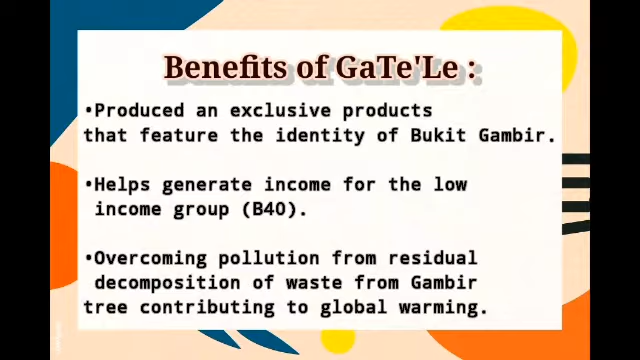 Benefits of GaTe'Le :
•Produced an exclusive products
that feature the identity of Bukit Gambir.
•Helps generate income for the low
income group (B40).
•Overcoming pollution from residual
decomposition of waste from Gambir
tree contributing to global warming.